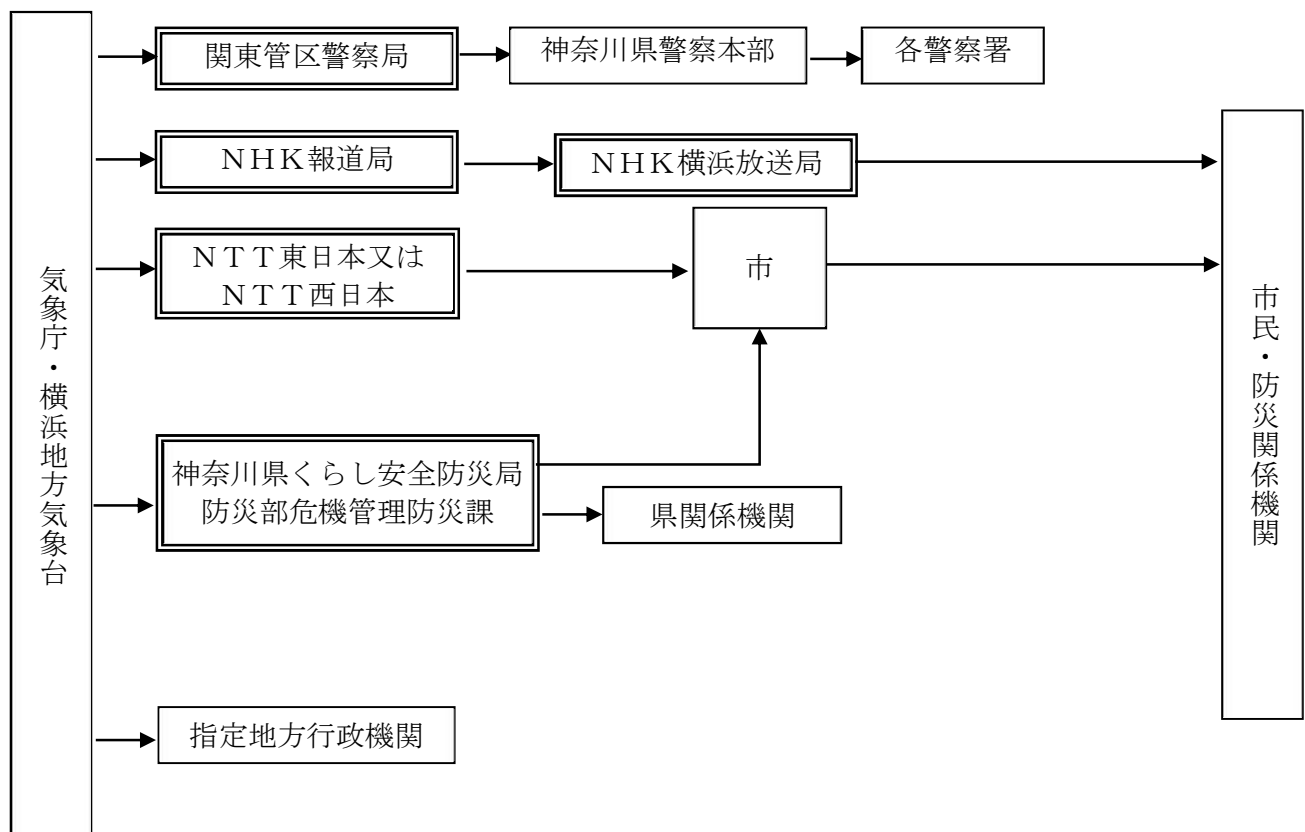 関東管区警察局
神奈川県警察本部
各警察署
ＮＨＫ報道局
ＮＨＫ横浜放送局
ＮＴＴ東日本又は
ＮＴＴ西日本
市
気象庁・横浜地方気象台
市民・防災関係機関
神奈川県くらし安全防災局
防災部危機管理防災課
県関係機関
指定地方行政機関